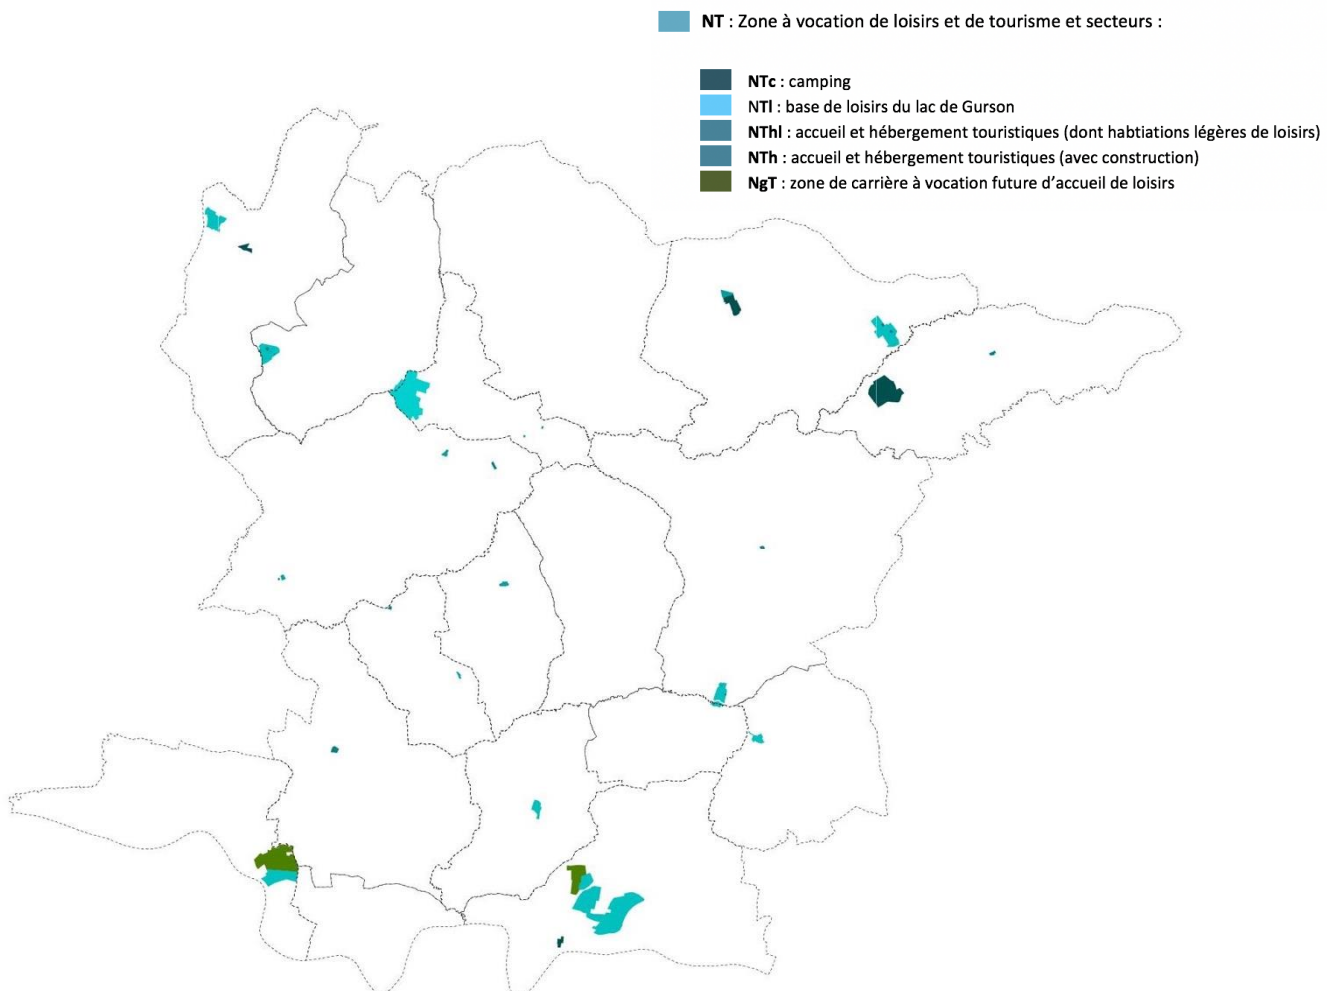 NT : Zone à vocation de loisirs et de tourisme et secteurs :
NTc : camping
NTl : base de loisirs du lac de Gurson
NThl : accueil et hébergement touristiques (dont habtiations légères de loisirs)
NTh : accueil et hébergement touristiques (avec construction)
NgT : zone de carrière à vocation future d’accueil de loisirs